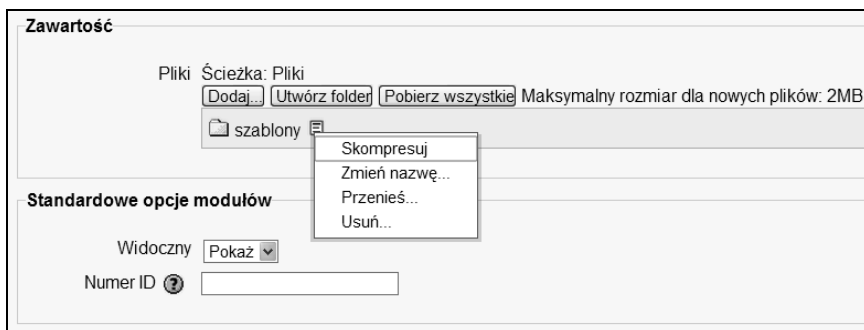 Zawartość
Pliki Ścieżka: Pliki
Dodaj... Utwórz folder Pobierz wszystkie Maksymalny rozmiar dla nowych plików: 2MB
szablony
Skompresuj
Zmień nazwę...
Przenieś...
Usuń...
Standardowe opcje modułów
Widoczny Pokaż
Numer ID ?